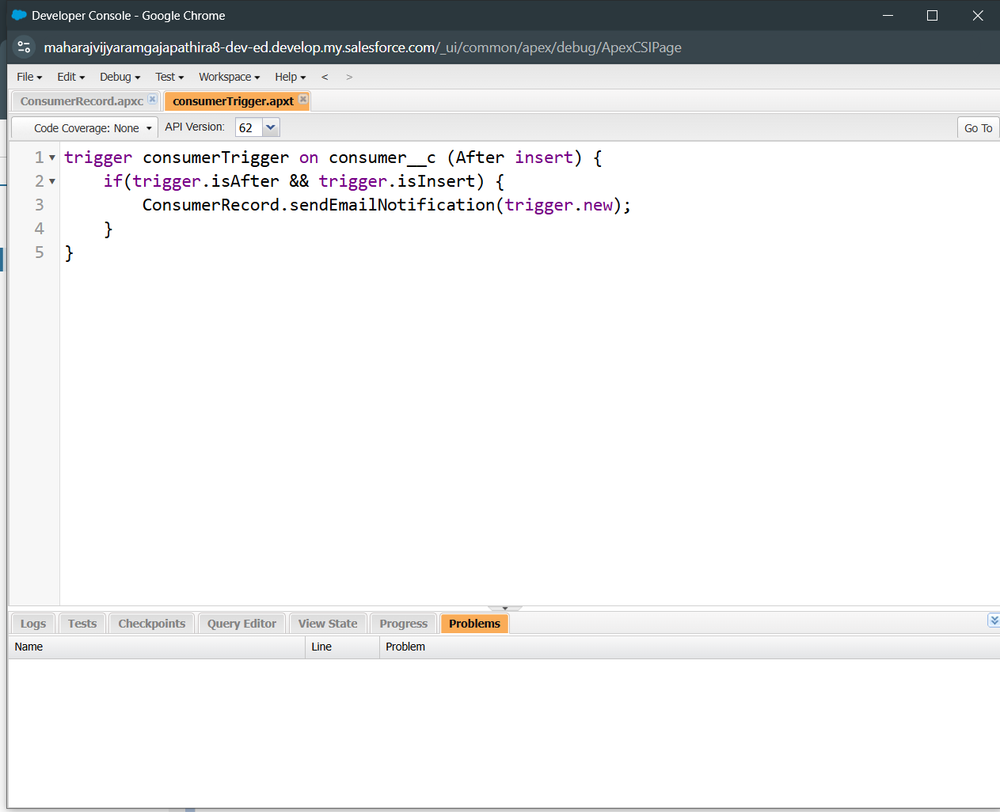 Developer Console - Google Chrome
maharajvijyaramgajapathira8-dev-ed.develop.my.salesforce.com/_ui/common/apex/debug/ApexCSIPage
File Edit Debug Test Workspace Help < >
ConsumerRecord.apxc consumerTrigger.apxt
Code Coverage: None API Version: 62 Go To
1 trigger consumerTrigger on consumer__c (After insert) {
2     if(trigger.isAfter && trigger.isInsert) {
3         ConsumerRecord.sendEmailNotification(trigger.new);
4     }
5 }
Logs Tests Checkpoints Query Editor View State Progress Problems
Name Line Problem